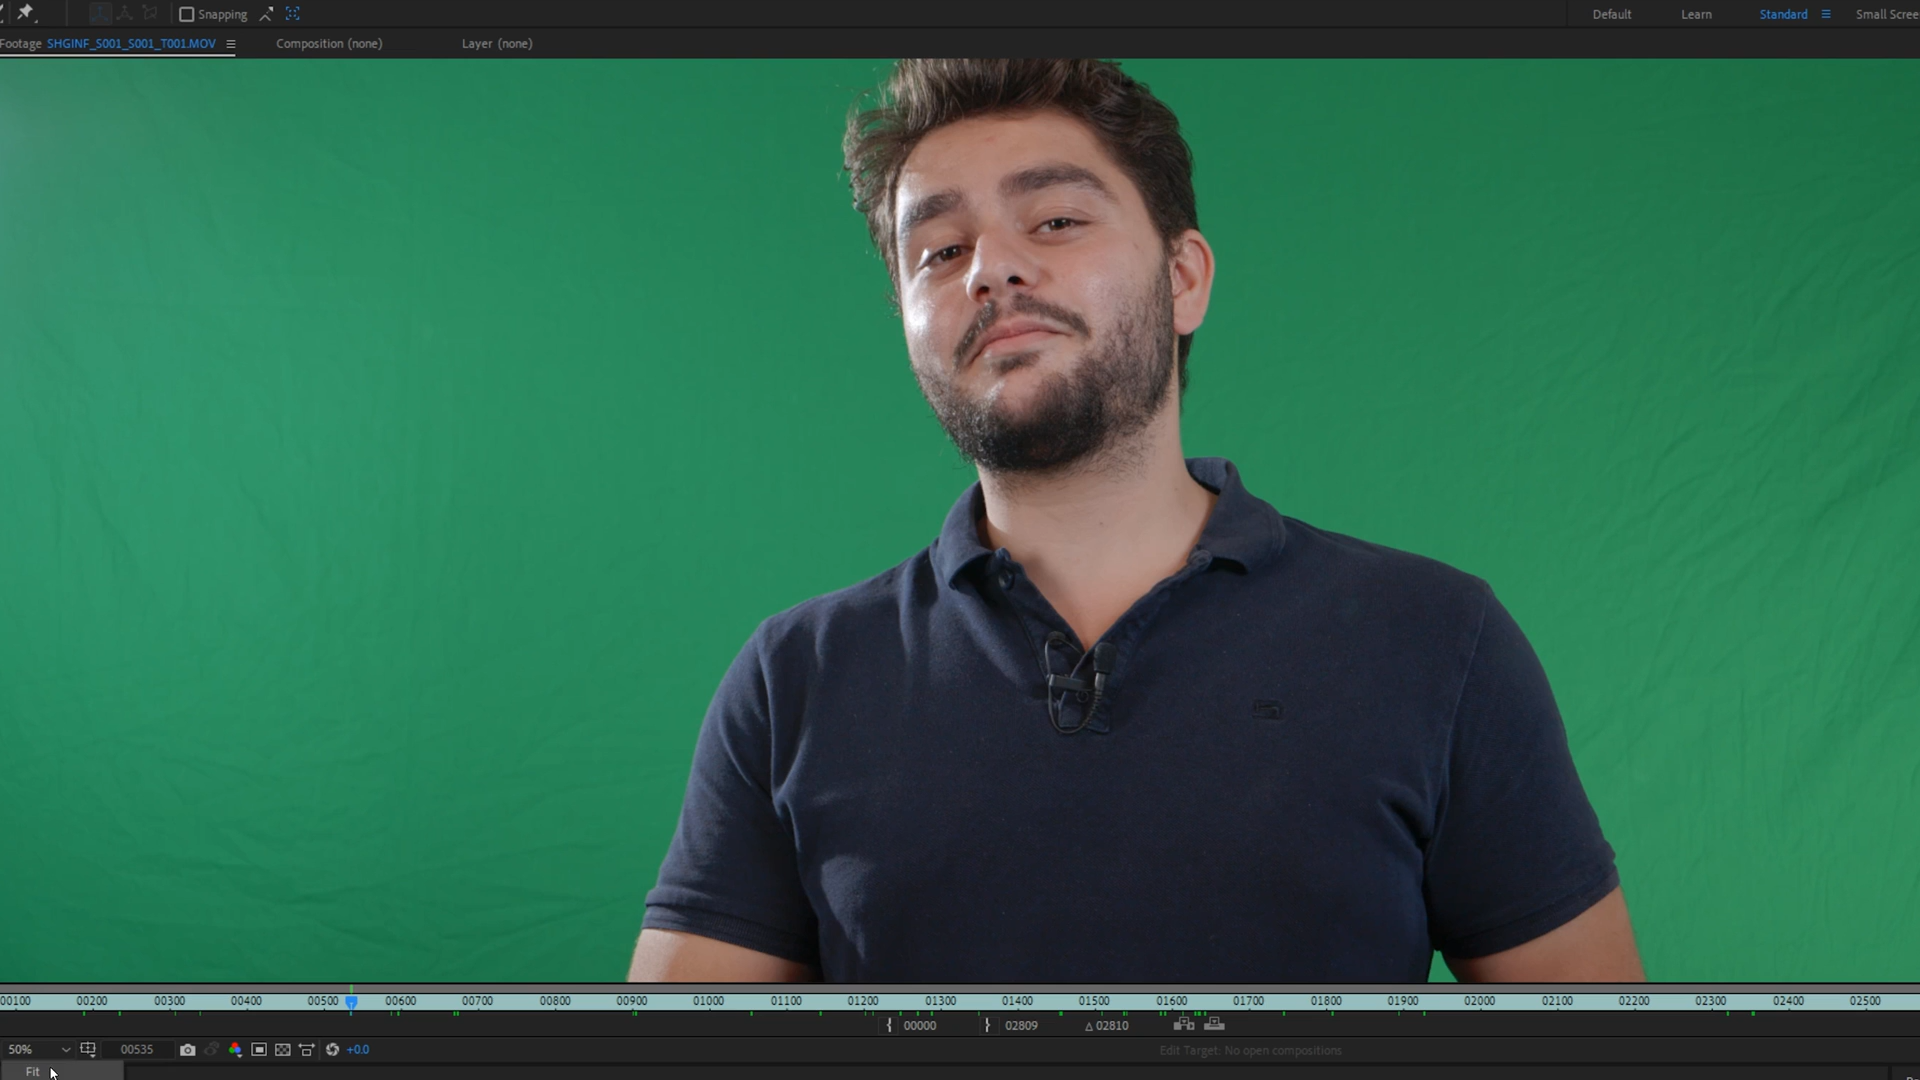 Snapping
Default Learn Standard Small Scree
Footage SHGINF_S001_S001_T001.MOV Composition (none) Layer (none)
00100 00200 00300 00400 00500 00600 00700 00800 00900 01000 01100 01200 01300 01400 01500 01600 01700 01800 01900 02000 02100 02200 02300 02400 02500
00000 02809 Δ 02810
50% 00535 +0.0 Edit Target: No open compositions
Fit